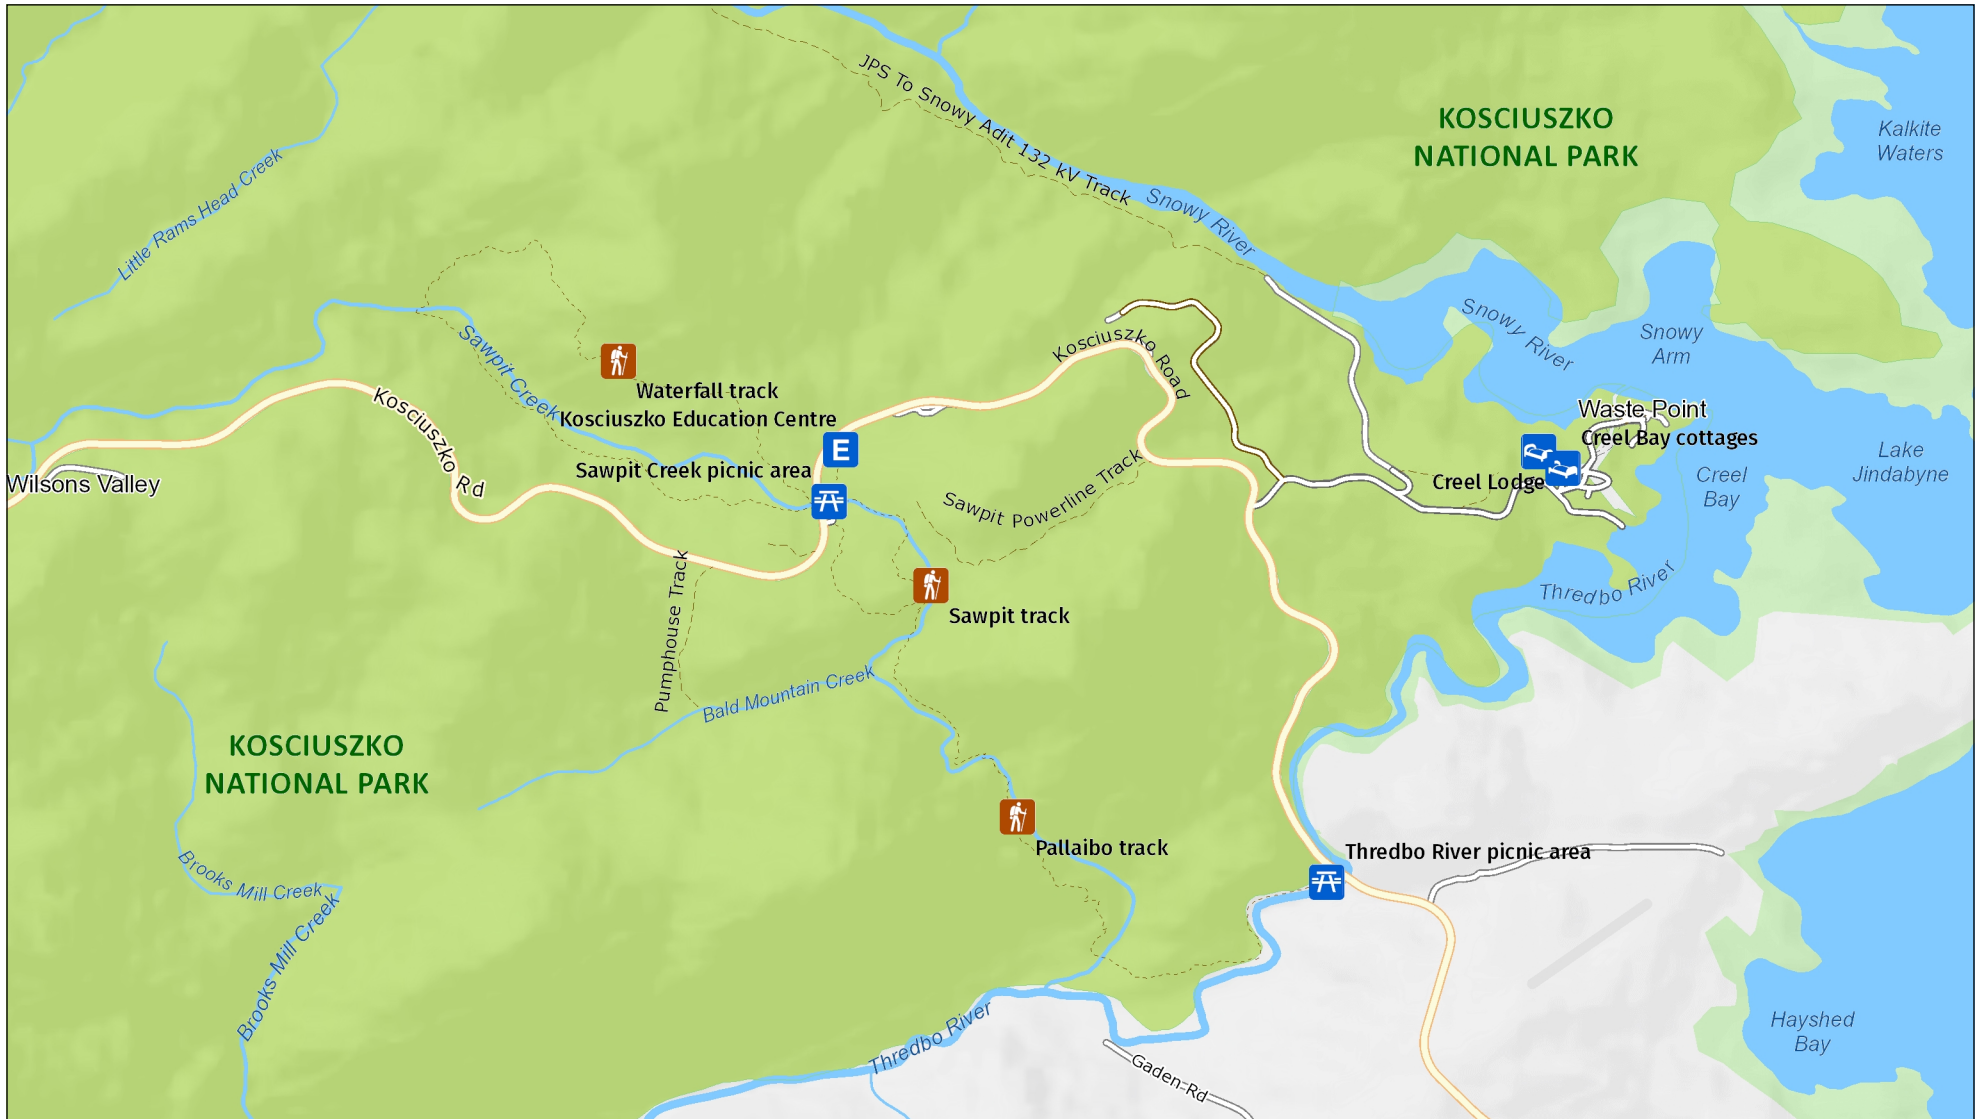 JPS To Snowy Adit 132 kV Track
KOSCIUSZKO
NATIONAL PARK
Kalkite
Waters
Little Rams Head Creek
Snowy River
Snowy River
Snowy
Arm
Sawpit Creek
Kosciuszko Road
Waterfall track
Kosciuszko Education Centre
E
Kosciuszko Rd
Waste Point
Creel Bay cottages
Lake
Jindabyne
Sawpit Creek picnic area
Wilsons Valley
Sawpit Powerline Track
Creel Lodge
Creel
Bay
Thredbo River
Pumphouse Track
Sawpit track
Bald Mountain Creek
KOSCIUSZKO
NATIONAL PARK
Pallaibo track
Thredbo River picnic area
Brooks Mill Creek
Brooks Mill Creek
Thredbo River
Gaden Rd
Hayshed
Bay